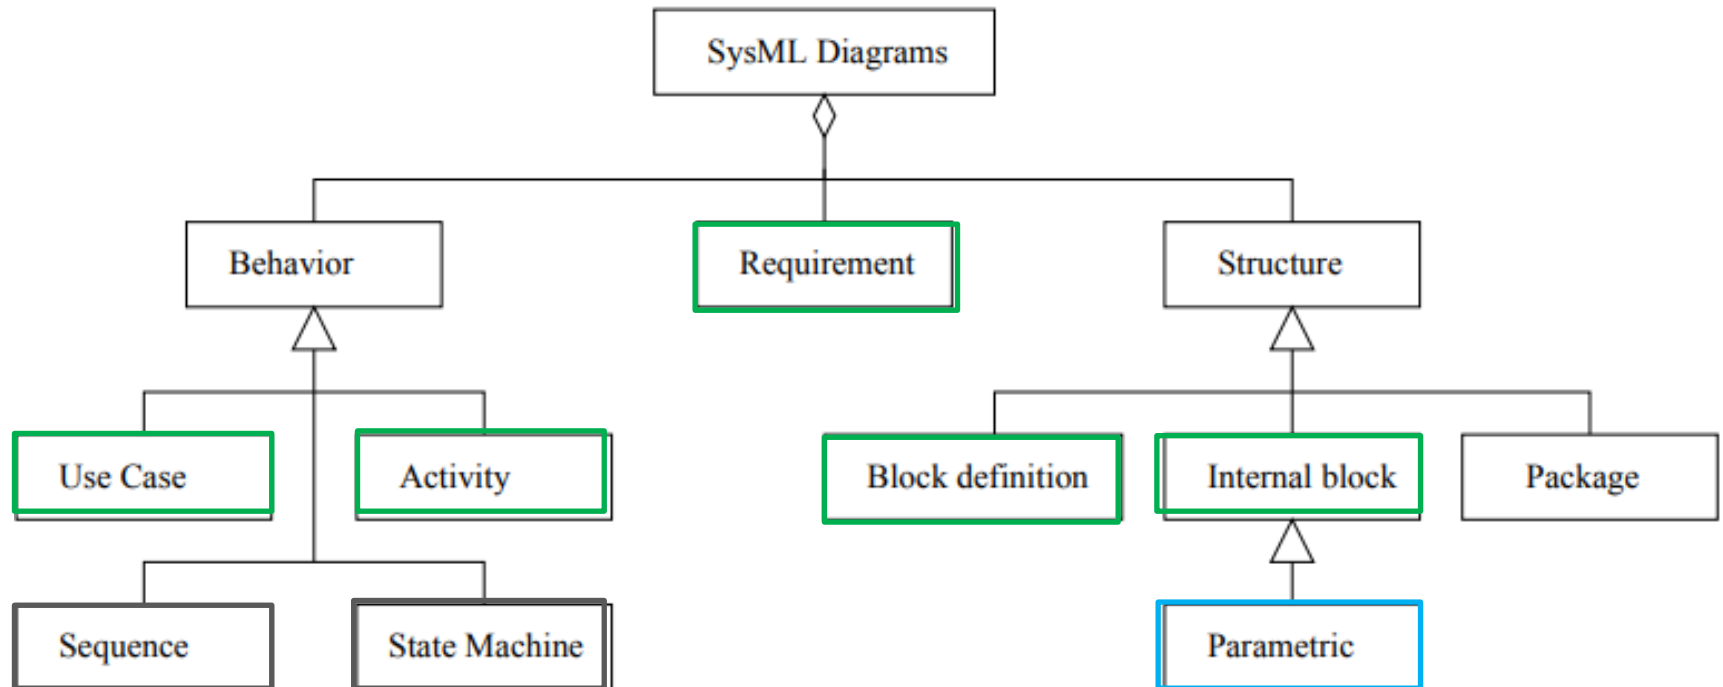 SysML Diagrams
Behavior
Requirement
Structure
Use Case
Activity
Block definition
Internal block
Package
Sequence
State Machine
Parametric